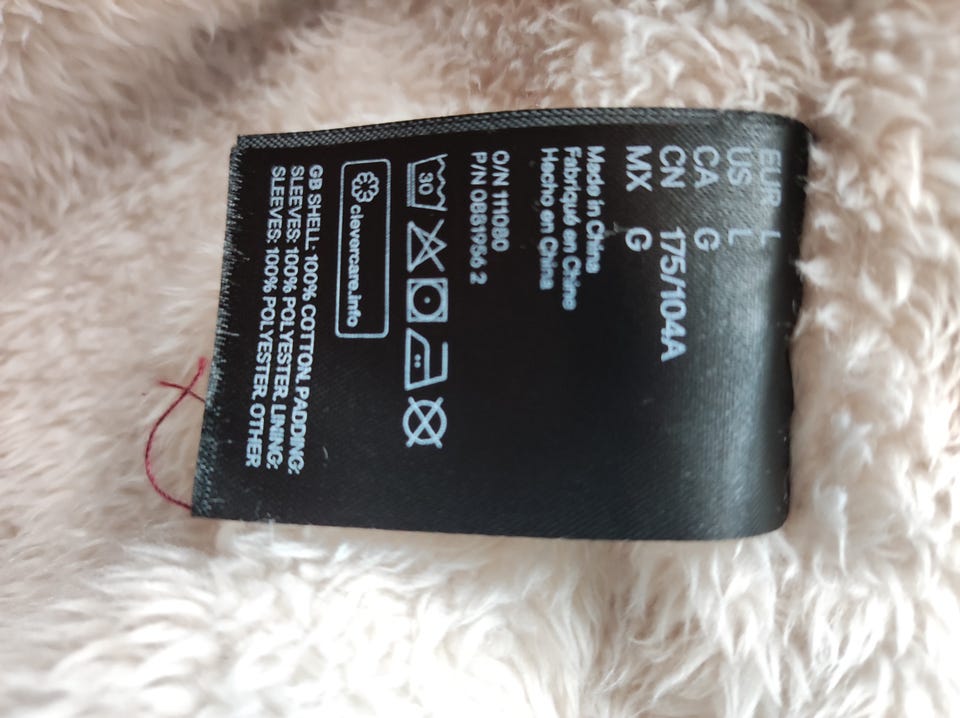 EUR L
US L
CA G
CN 175/104A
MX G
Made in China
Fabriqué en Chine
Hecho en China
O/N 111080
P/N 0881966 2
30
clevercare.info
GB SHELL: 100% COTTON. PADDING:
SLEEVES: 100% POLYESTER. LINING:
SLEEVES: 100% POLYESTER. OTHER